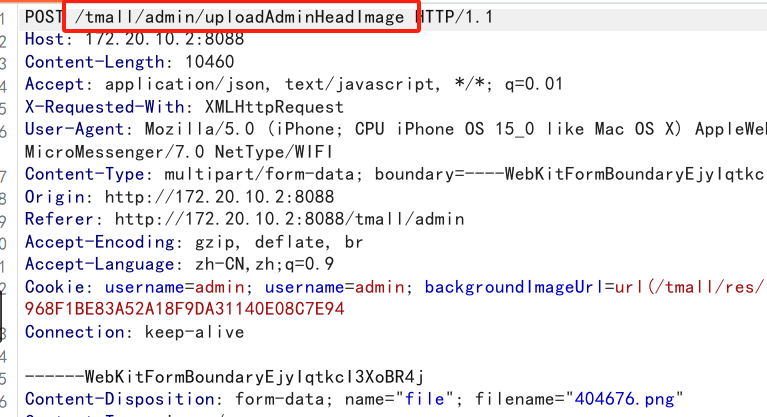 1 POST /tmall/admin/uploadAdminHeadImage HTTP/1.1
2 Host: 172.20.10.2:8088
3 Content-Length: 10460
4 Accept: application/json, text/javascript, */*; q=0.01
5 X-Requested-With: XMLHttpRequest
6 User-Agent: Mozilla/5.0 (iPhone; CPU iPhone OS 15_0 like Mac OS X) AppleWeb
MicroMessenger/7.0 NetType/WIFI
7 Content-Type: multipart/form-data; boundary=----WebKitFormBoundaryEjyIqtkc
8 Origin: http://172.20.10.2:8088
9 Referer: http://172.20.10.2:8088/tmall/admin
0 Accept-Encoding: gzip, deflate, br
1 Accept-Language: zh-CN,zh;q=0.9
2 Cookie: username=admin; username=admin; backgroundImageUrl=url(/tmall/res/
968F1BE83A52A18F9DA31140E08C7E94
3 Connection: keep-alive
4
5 ------WebKitFormBoundaryEjyIqtkcI3XoBR4j
6 Content-Disposition: form-data; name="file"; filename="404676.png"